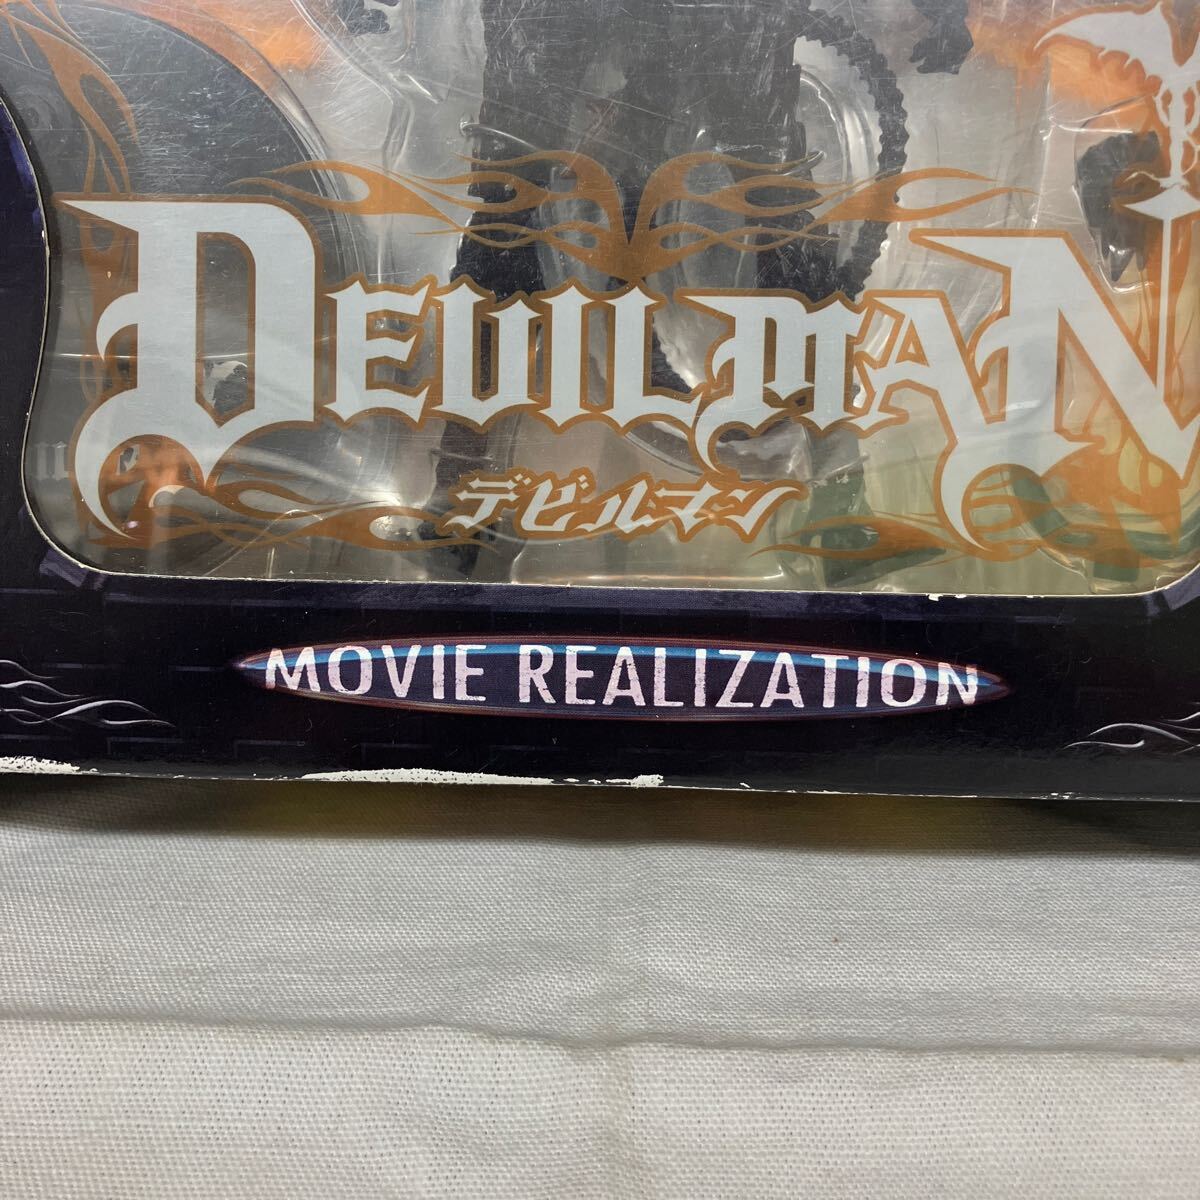 DEVILMAN
デビルマン
MOVIE REALIZATION